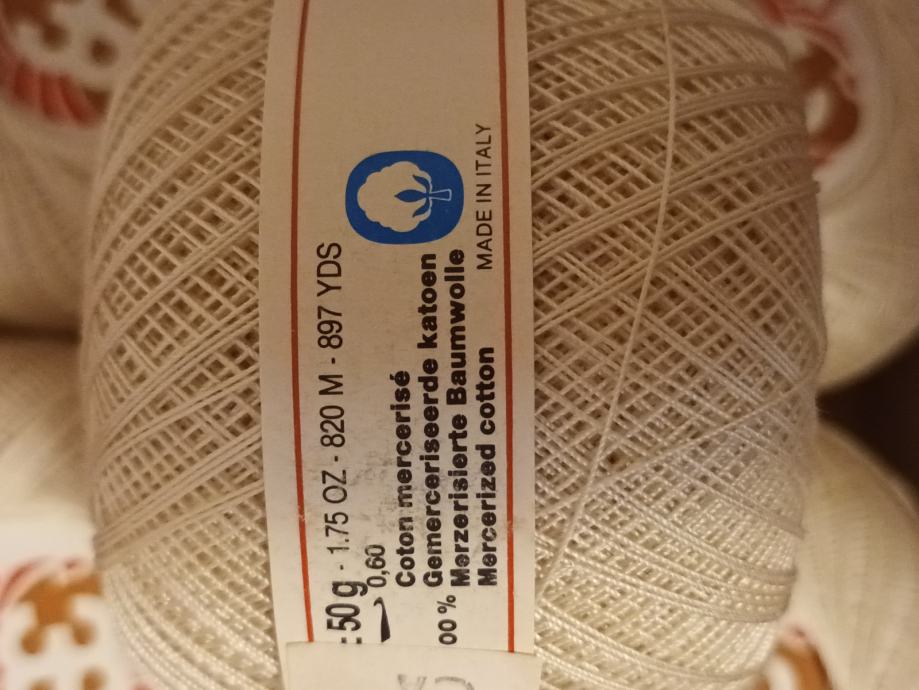 : 50 g - 1.75 OZ - 820 M - 897 YDS
0,60
Coton mercerisé
Gemerceriseerde katoen
00 % Merzerisierte Baumwolle
Mercerized cotton
MADE IN ITALY